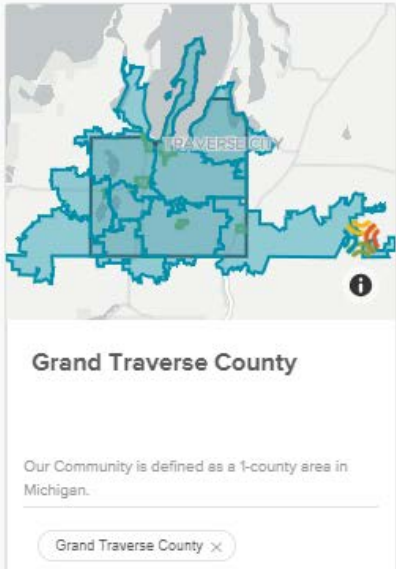 TRAVERSE CITY
Grand Traverse County
Our Community is defined as a 1-county area in
Michigan.
Grand Traverse County ×